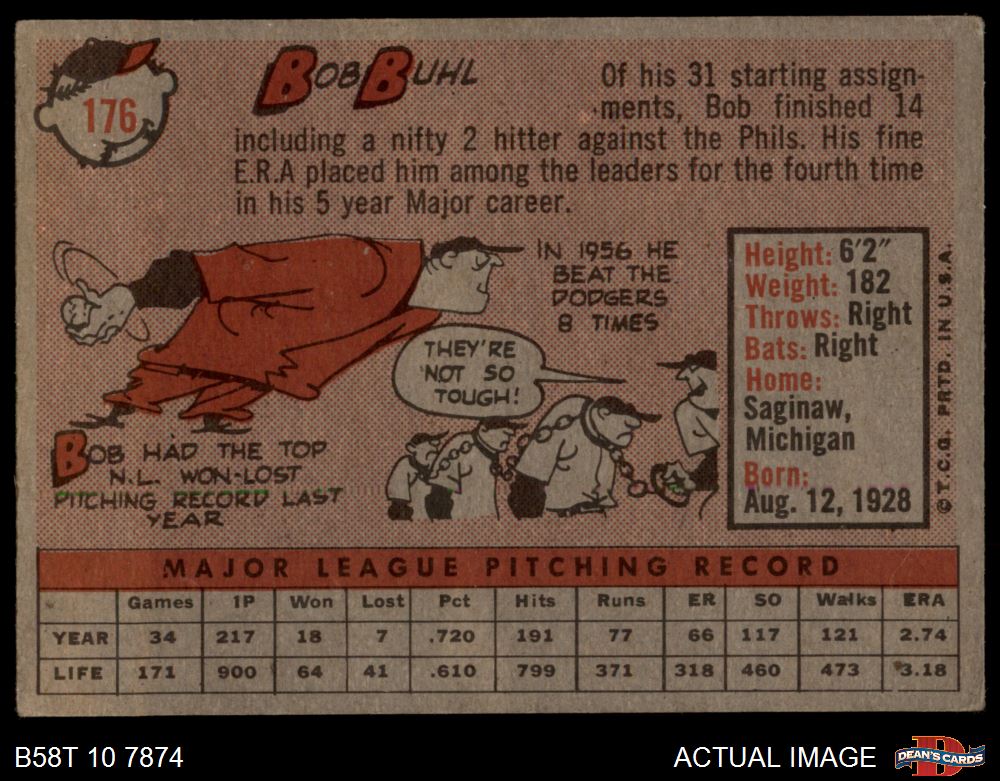 176
BOB BUHL
Of his 31 starting assign-
ments, Bob finished 14
including a nifty 2 hitter against the Phils. His fine
E.R.A placed him among the leaders for the fourth time
in his 5 year Major career.
IN 1956 HE
BEAT THE
DODGERS
8 TIMES
THEY'RE
NOT SO
TOUGH!
BOB HAD THE TOP
N.L. WON-LOST
PITCHING RECORD LAST
YEAR
Height: 6'2"
Weight: 182
Throws: Right
Bats: Right
Home:
Saginaw,
Michigan
Born:
Aug. 12, 1928
© T.C.G. PRTD. IN U.S.A.
MAJOR LEAGUE PITCHING RECORD
Games IP Won Lost Pct Hits Runs ER SO Walks ERA
YEAR 34 217 18 7 .720 191 77 66 117 121 2.74
LIFE 171 900 64 41 .610 799 371 318 460 473 3.18
B58T 10 7874
ACTUAL IMAGE
D
DEAN'S CARDS